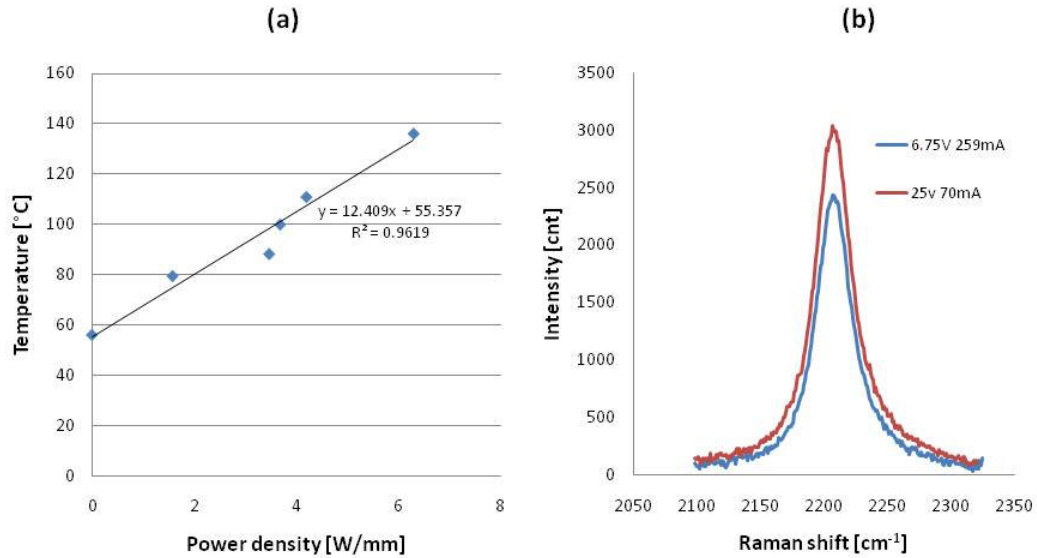 (a)
160
140
120
100
80
60
40
20
0
0 2 4 6 8
Temperature [°C]
Power density [W/mm]
y = 12.409x + 55.357
R² = 0.9619
(b)
3500
3000
2500
2000
1500
1000
500
0
2050 2100 2150 2200 2250 2300 2350
Intensity [cnt]
Raman shift [cm⁻¹]
6.75V 259mA
25v 70mA